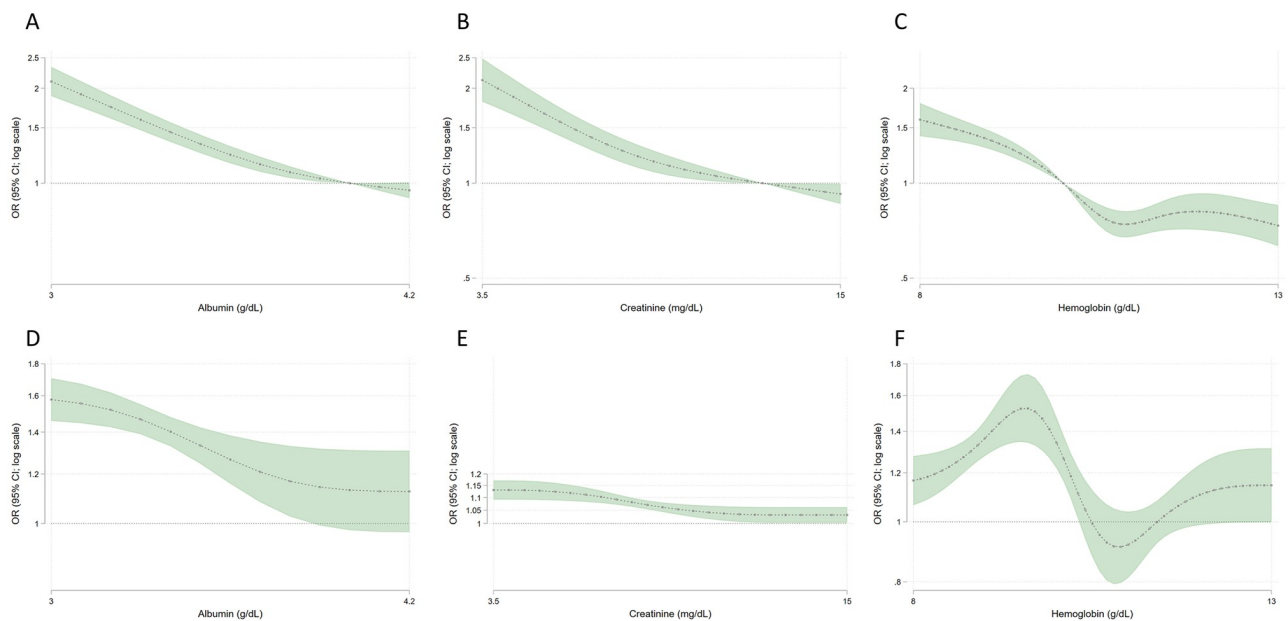 A
OR (95% CI; log scale)
2.5
2
1.5
1
3
4.2
Albumin (g/dL)
B
OR (95% CI; log scale)
2.5
2
1.5
1
.5
3.5
15
Creatinine (mg/dL)
C
OR (95% CI; log scale)
2
1.5
1
.5
8
13
Hemoglobin (g/dL)
D
OR (95% CI; log scale)
1.8
1.6
1.4
1.2
1
3
4.2
Albumin (g/dL)
E
OR (95% CI; log scale)
1.2
1.15
1.1
1.05
1
3.5
15
Creatinine (mg/dL)
F
OR (95% CI; log scale)
1.8
1.6
1.4
1.2
1
.8
8
13
Hemoglobin (g/dL)